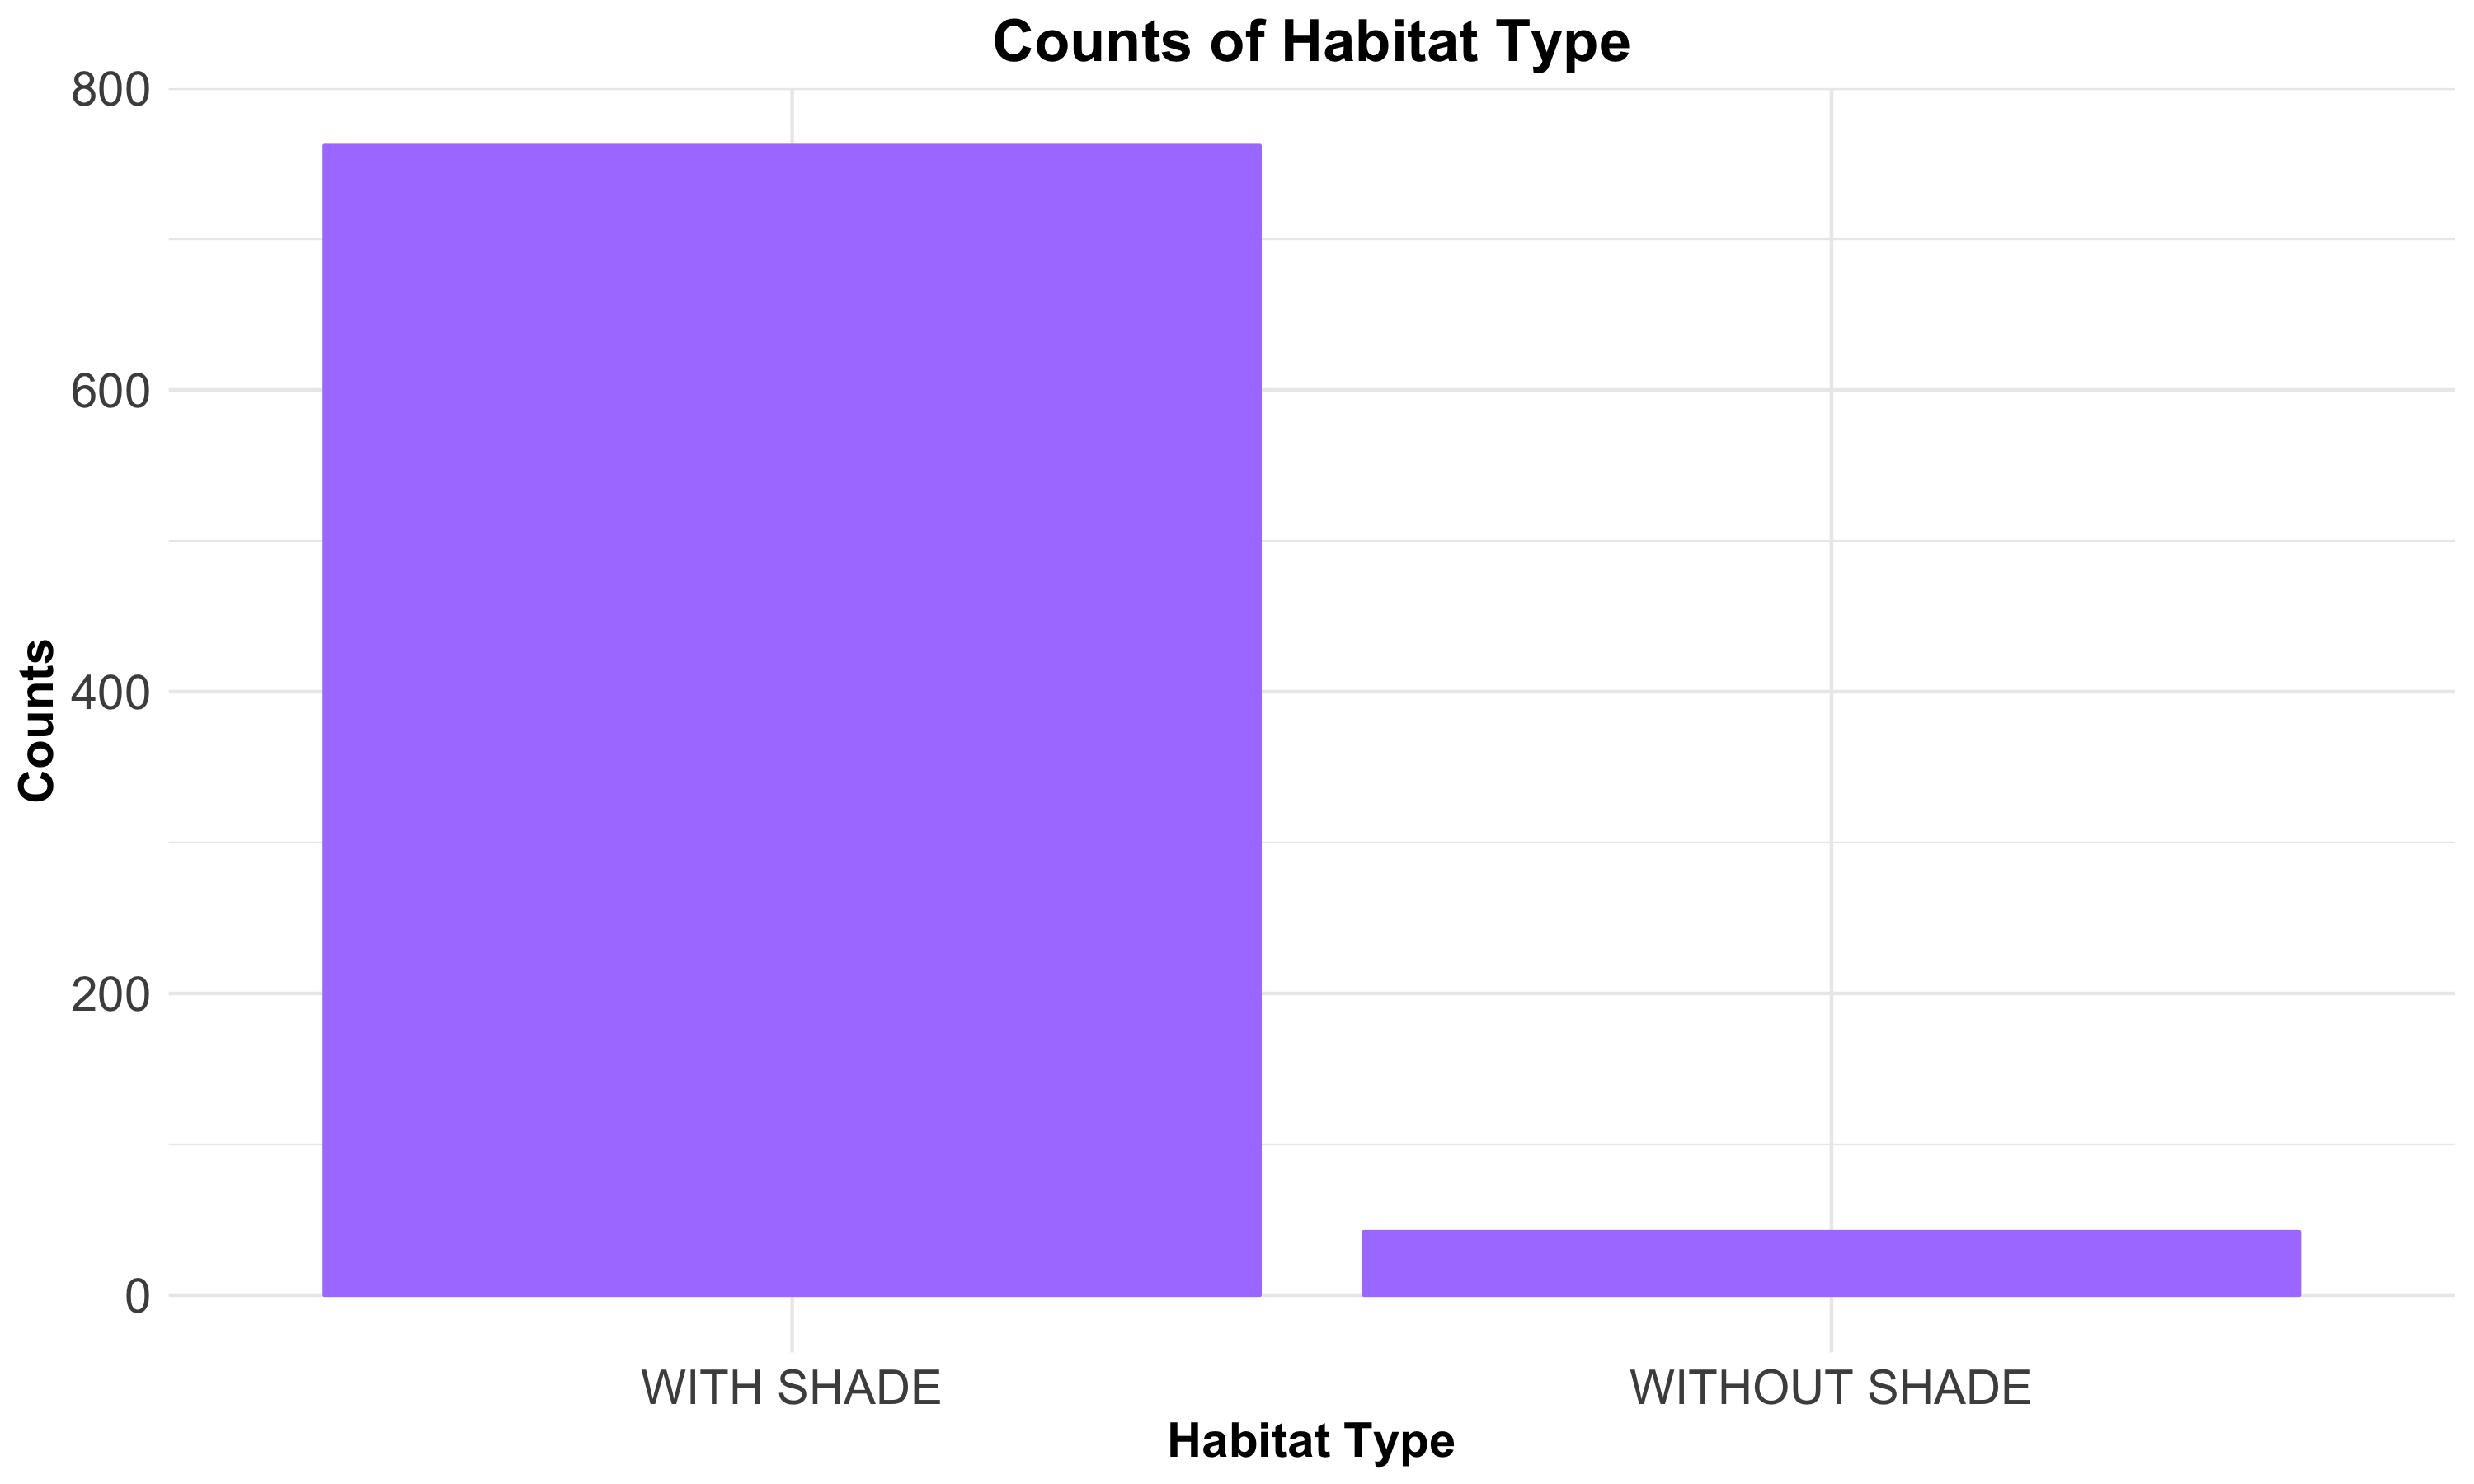 Counts of Habitat Type
800
600
400
200
0
Counts
WITH SHADE
WITHOUT SHADE
Habitat Type